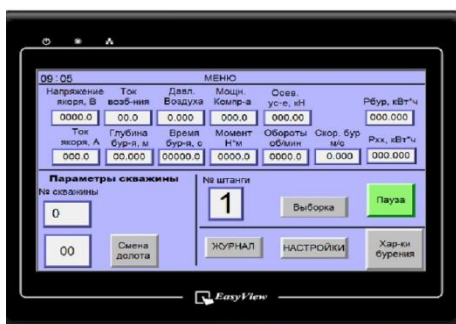 09:05 МЕНЮ
Напряжение якоря, В
Ток возб-ния
Давл. Воздуха
Мощн. Компр-а
Осев. ус-е, кН
Рбур, кВт*ч
0000.0 00.0 0.000 000.0 000.00 000.000
Ток якоря, А
Глубина бур-я, м
Время бур-я, с
Момент Н*м
Обороты об/мин
Скор. бур м/с
Рхх, кВт*ч
000.0 00.000 00000.0 0000.0 0000.0 0.000 000.000
Параметры скважины
№ скважины
0
00
Смена долота
№ штанги
1
Выборка
Пауза
ЖУРНАЛ
НАСТРОЙКИ
Хар-ки бурения
EasyView